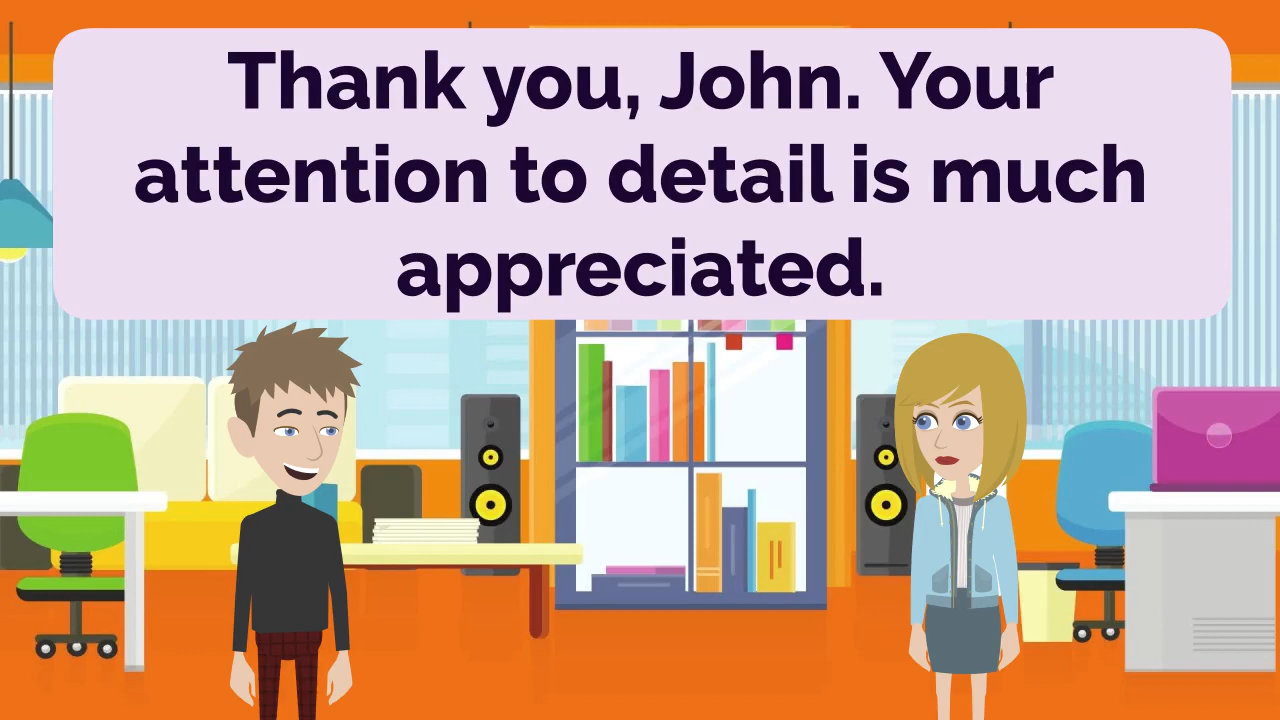 Thank you, John. Your
attention to detail is much
appreciated.